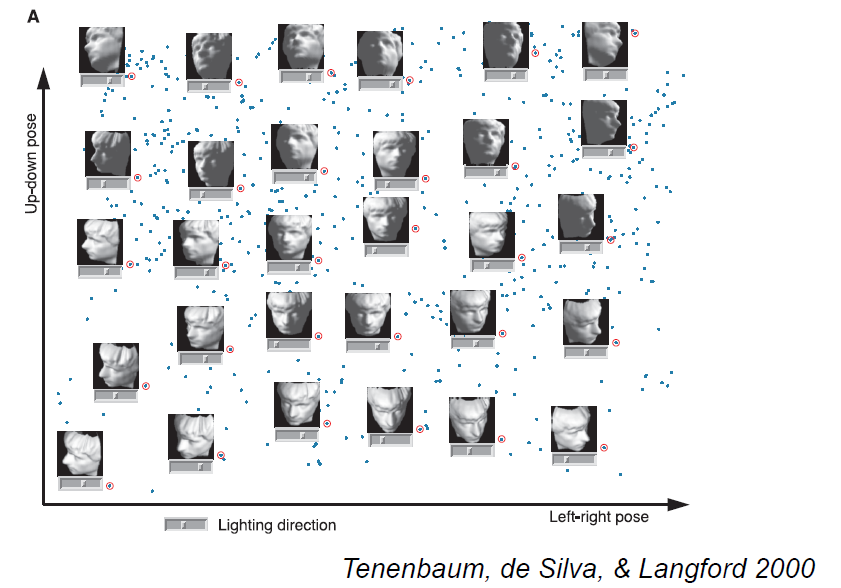 A
Up-down pose
Left-right pose
Lighting direction
Tenenbaum, de Silva, & Langford 2000